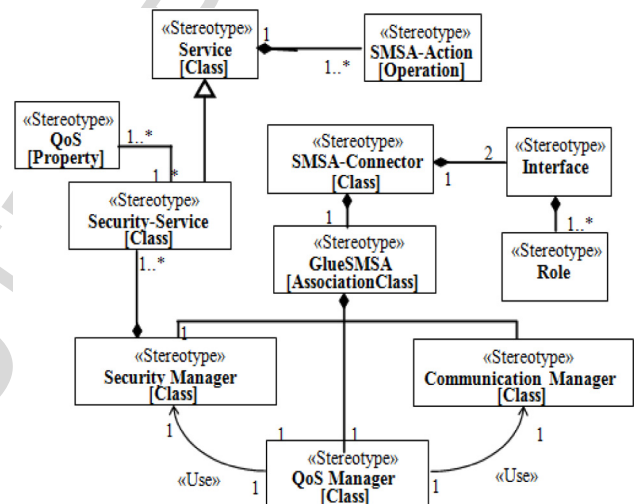 «Stereotype»
Service
[Class]
1
1..*
«Stereotype»
SMSA-Action
[Operation]
«Stereotype»
QoS
[Property]
1..*
1..*
«Stereotype»
SMSA-Connector
[Class]
1
2
«Stereotype»
Interface
«Stereotype»
Security-Service
[Class]
1..*
1
«Stereotype»
GlueSMSA
[AssociationClass]
1..*
«Stereotype»
Role
1
«Stereotype»
Security Manager
[Class]
«Stereotype»
Communication Manager
[Class]
1
1
1
1
«Use»
1
«Stereotype»
QoS Manager
[Class]
1
«Use»